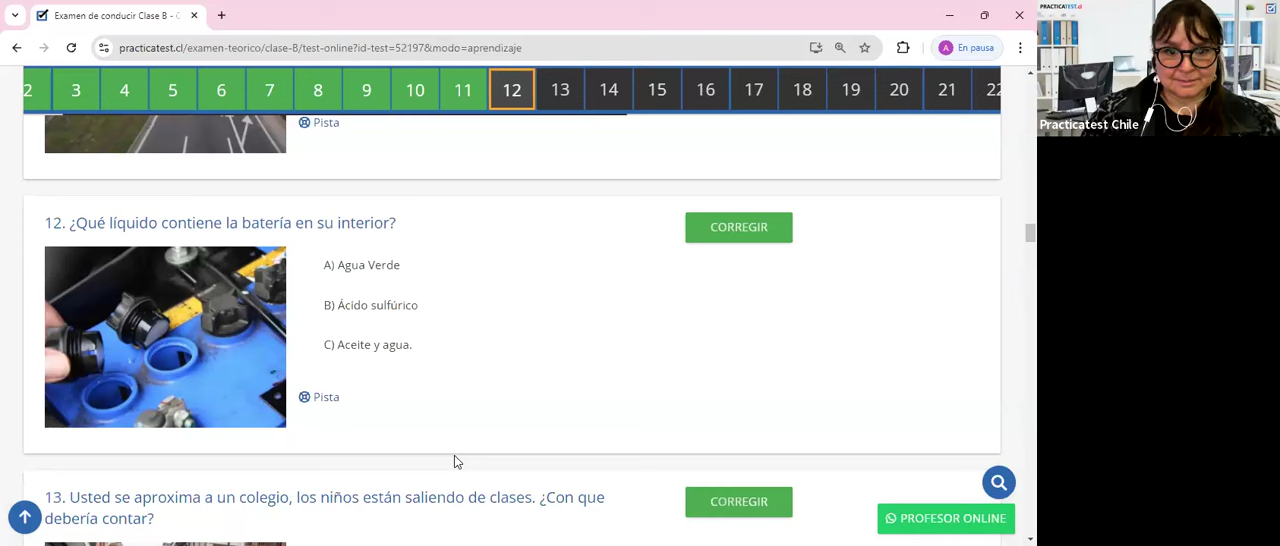 Examen de conducir Clase B - C
practicatest.cl/examen-teorico/clase-B/test-online?id-test=52197&modo=aprendizaje
A
En pausa
PRACTICATEST.cl
Practicatest Chile
2 3 4 5 6 7 8 9 10 11 12 13 14 15 16 17 18 19 20 21 22
Pista
12. ¿Qué líquido contiene la batería en su interior?
CORREGIR
A) Agua Verde
B) Ácido sulfúrico
C) Aceite y agua.
Pista
13. Usted se aproxima a un colegio, los niños están saliendo de clases. ¿Con que
debería contar?
CORREGIR
PROFESOR ONLINE